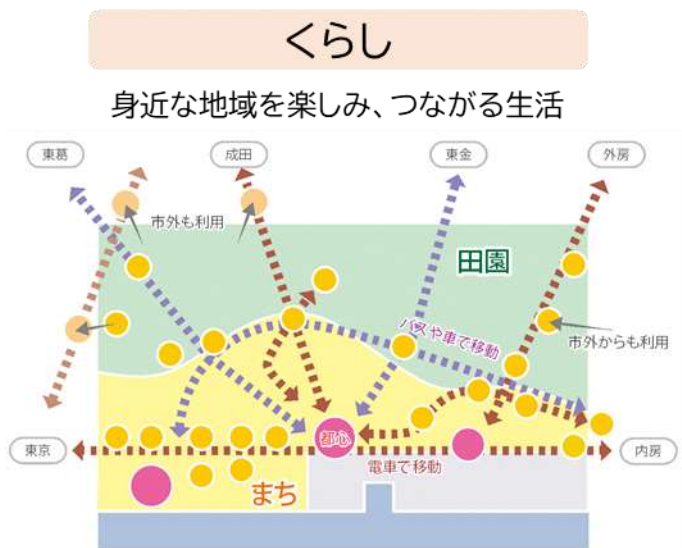 くらし
身近な地域を楽しみ、つながる生活
東葛
成田
東金
外房
市外も利用
田園
バスや車で移動
市外からも利用
都心
東京
電車で移動
内房
まち